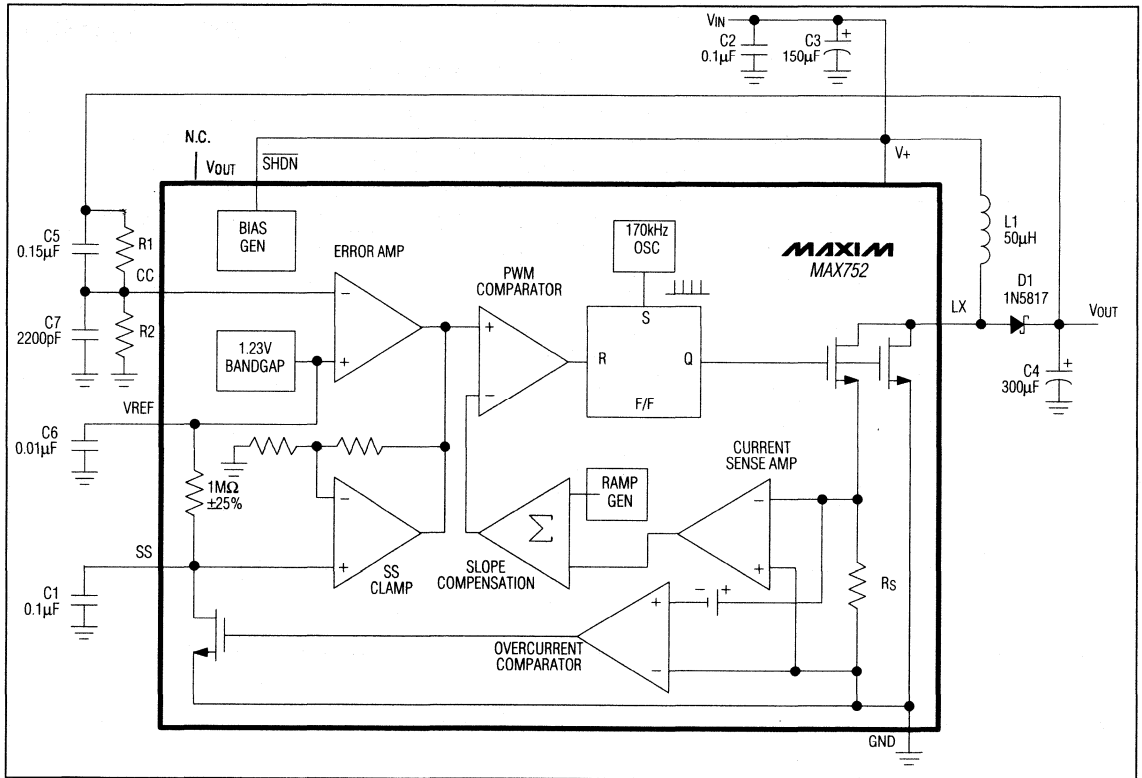 VIN
C2
0.1µF
C3
150µF
+
N.C.
VOUT
SHDN
V+
BIAS
GEN
170kHz
OSC
MAXIM
MAX752
L1
50µH
C5
0.15µF
R1
CC
ERROR AMP
PWM
COMPARATOR
D1
1N5817
LX
VOUT
C7
2200pF
R2
1.23V
BANDGAP
−
+
+
−
S
R
Q
F/F
+
C4
300µF
VREF
C6
0.01µF
CURRENT
SENSE AMP
1MΩ
±25%
RAMP
GEN
−
+
Σ
−
+
RS
SS
C1
0.1µF
SS
CLAMP
SLOPE
COMPENSATION
− +
+
−
OVERCURRENT
COMPARATOR
GND